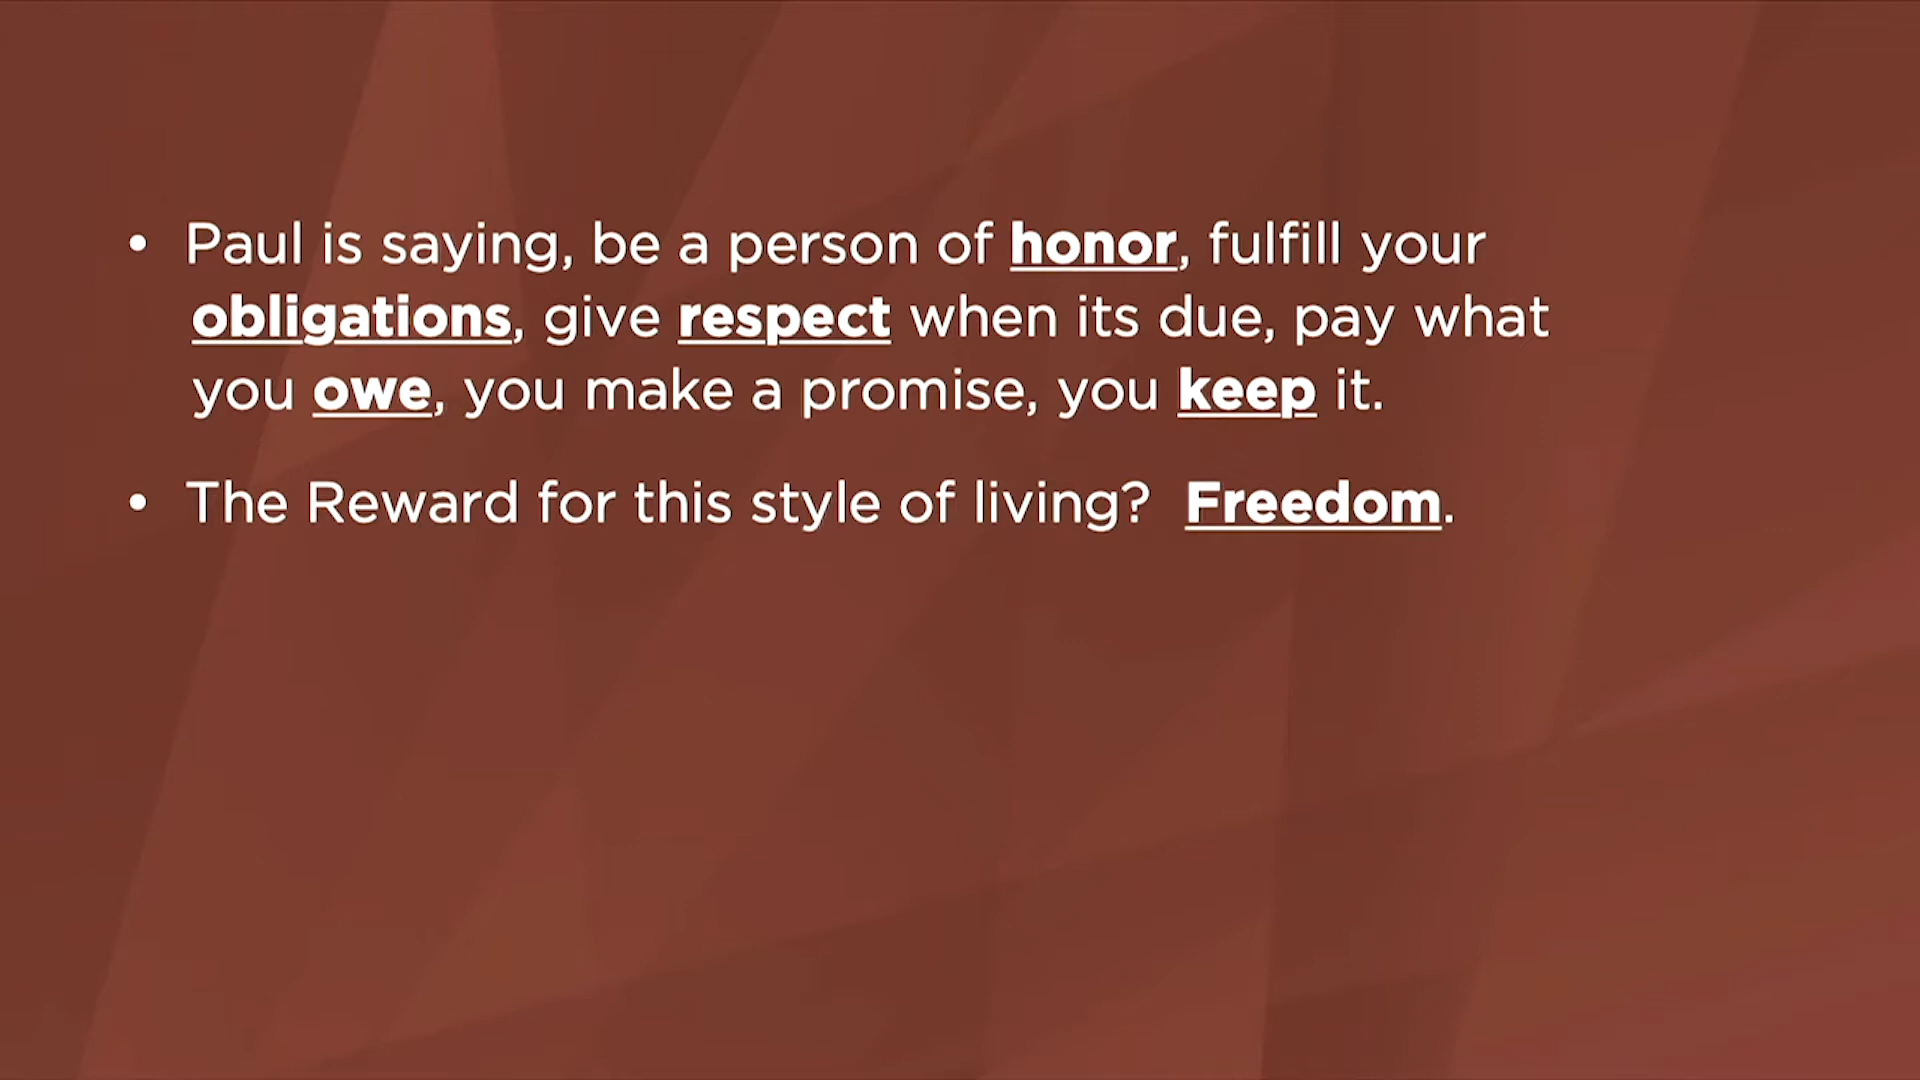 • Paul is saying, be a person of honor, fulfill your
obligations, give respect when its due, pay what
you owe, you make a promise, you keep it.
• The Reward for this style of living? Freedom.